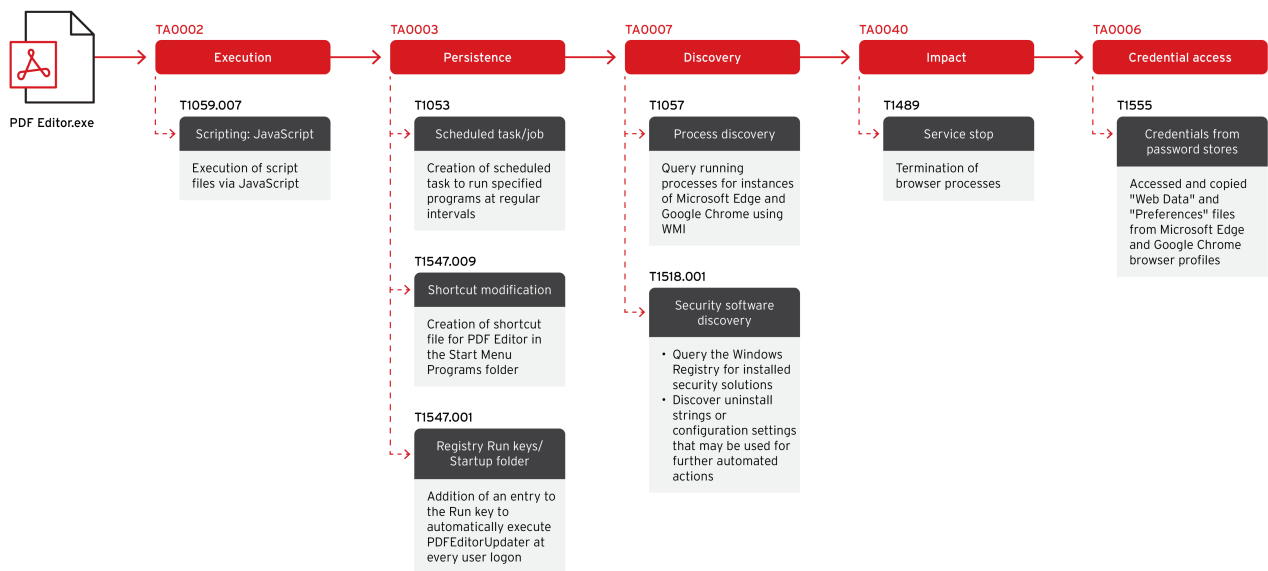 PDF Editor.exe
TA0002
Execution
T1059.007
Scripting: JavaScript
Execution of script
files via JavaScript
TA0003
Persistence
T1053
Scheduled task/job
Creation of scheduled
task to run specified
programs at regular
intervals
T1547.009
Shortcut modification
Creation of shortcut
file for PDF Editor in
the Start Menu
Programs folder
T1547.001
Registry Run keys/
Startup folder
Addition of an entry to
the Run key to
automatically execute
PDFEditorUpdater at
every user logon
TA0007
Discovery
T1057
Process discovery
Query running
processes for instances
of Microsoft Edge and
Google Chrome using
WMI
T1518.001
Security software
discovery
• Query the Windows
Registry for installed
security solutions
• Discover uninstall
strings or
configuration settings
that may be used for
further automated
actions
TA0040
Impact
T1489
Service stop
Termination of
browser processes
TA0006
Credential access
T1555
Credentials from
password stores
Accessed and copied
"Web Data" and
"Preferences" files
from Microsoft Edge
and Google Chrome
browser profiles